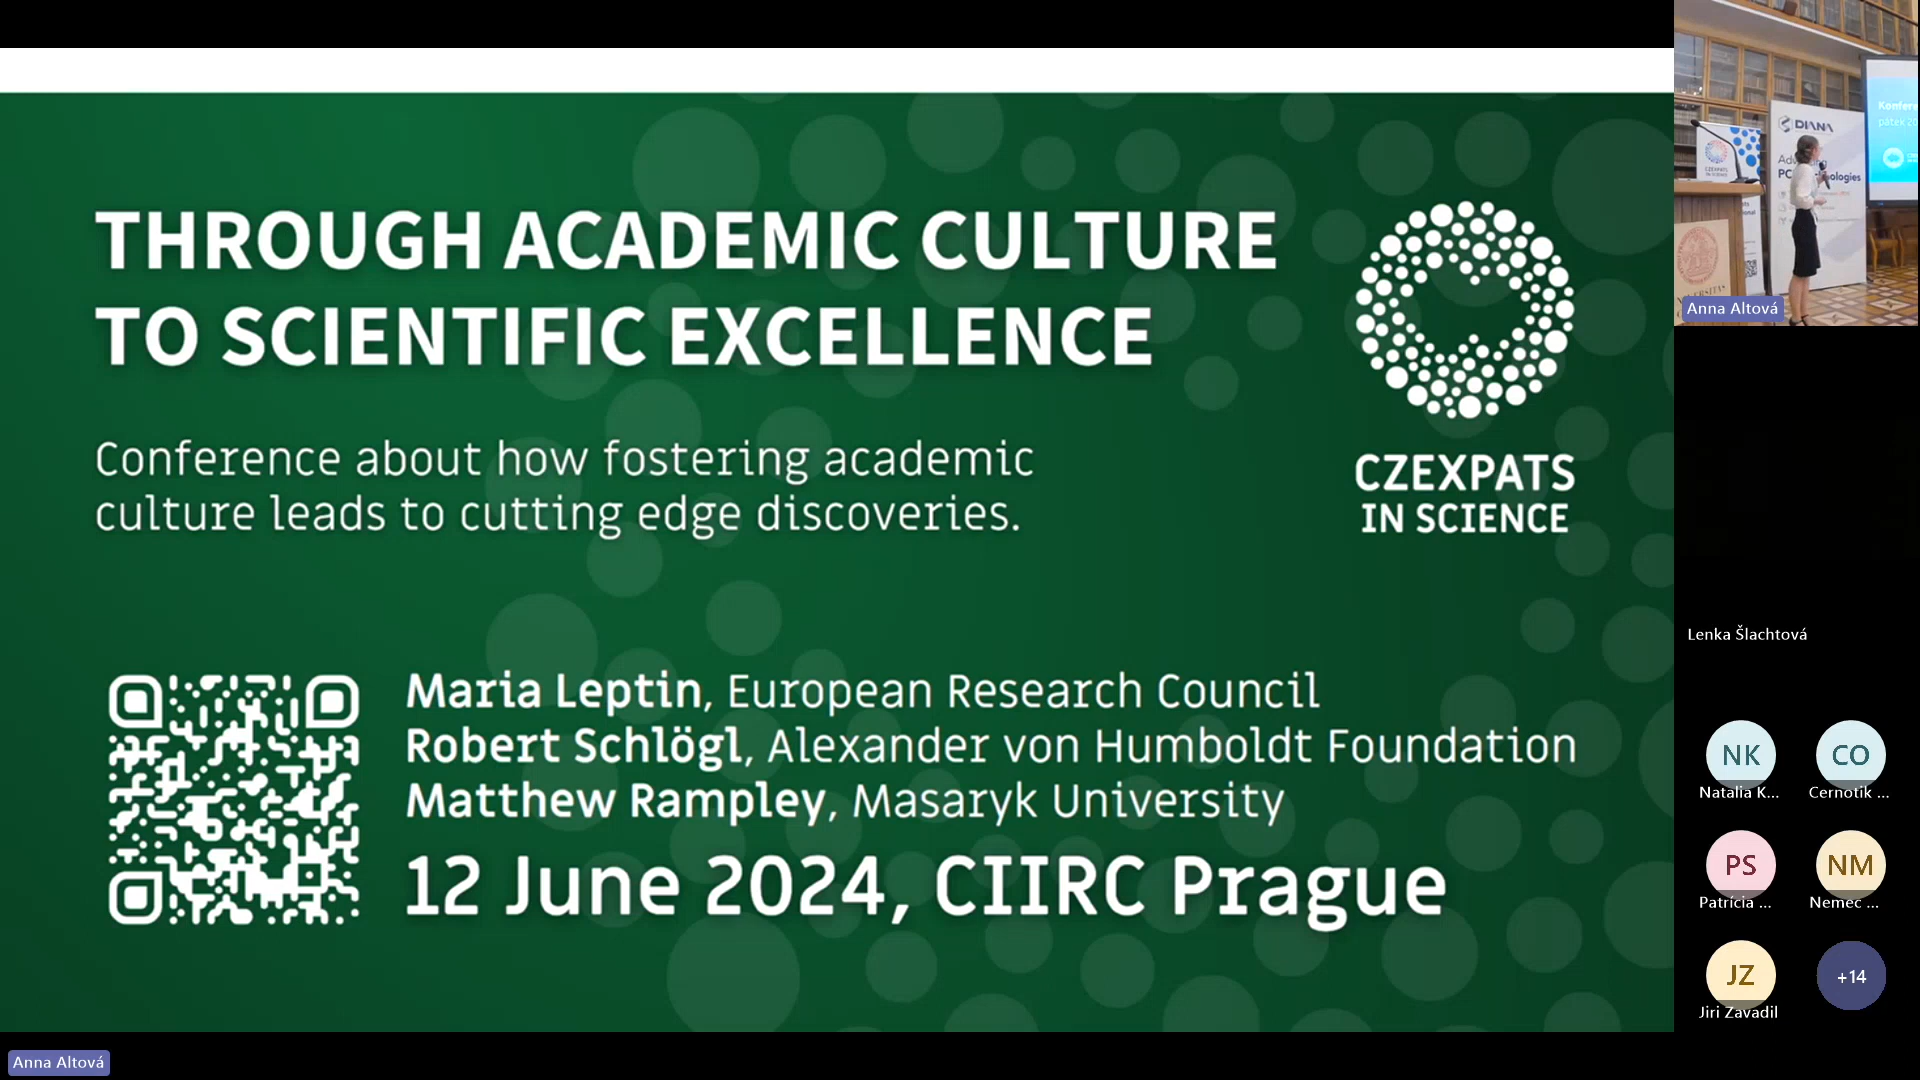 THROUGH ACADEMIC CULTURE
TO SCIENTIFIC EXCELLENCE
Conference about how fostering academic
culture leads to cutting edge discoveries.
CZEXPATS
IN SCIENCE
Maria Leptin, European Research Council
Robert Schlögl, Alexander von Humboldt Foundation
Matthew Rampley, Masaryk University
12 June 2024, CIIRC Prague
Anna Altová
DIANA
Konfere
Anna Altová
Lenka Šlachtová
NK
Natalia K...
CO
Cernotík ...
PS
Patrícia ...
NM
Nemec ...
JZ
Jiri Zavadil
+14